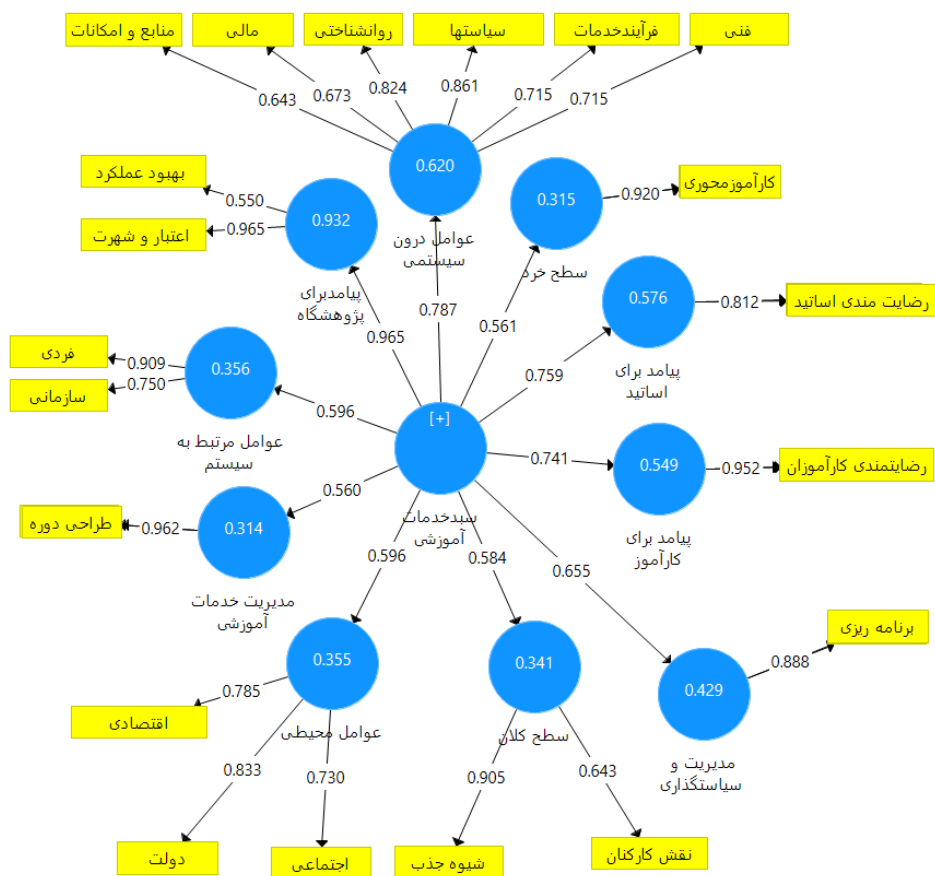 منابع و امکانات
مالی
روانشناختی
سیاستها
فرآیندخدمات
فنی
0.643
0.673
0.824
0.861
0.715
0.715
0.620
بهبود عملکرد
0.550
اعتبار و شهرت
0.965
0.932
پیامدبرای
پژوهشگاه
عوامل درون
سیستمی
0.315
0.920
کارآموزمحوری
سطح خرد
0.965
0.787
0.561
0.576
0.812
رضایت مندی اساتید
پیامد برای
اساتید
0.759
فردی
0.909
سازمانی
0.750
0.356
عوامل مرتبط به
سیستم
0.596
[+]
سبدخدمات
آموزشی
0.741
0.549
0.952
رضایتمندی کارآموزان
پیامد برای
کارآموز
طراحی دوره
0.962
0.314
0.560
مدیریت خدمات
آموزشی
0.596
0.584
0.655
0.355
عوامل محیطی
0.785
اقتصادی
0.833
دولت
0.730
اجتماعی
0.341
سطح کلان
0.905
شیوه جذب
0.643
نقش کارکنان
0.429
مدیریت و
سیاستگذاری
0.888
برنامه ریزی